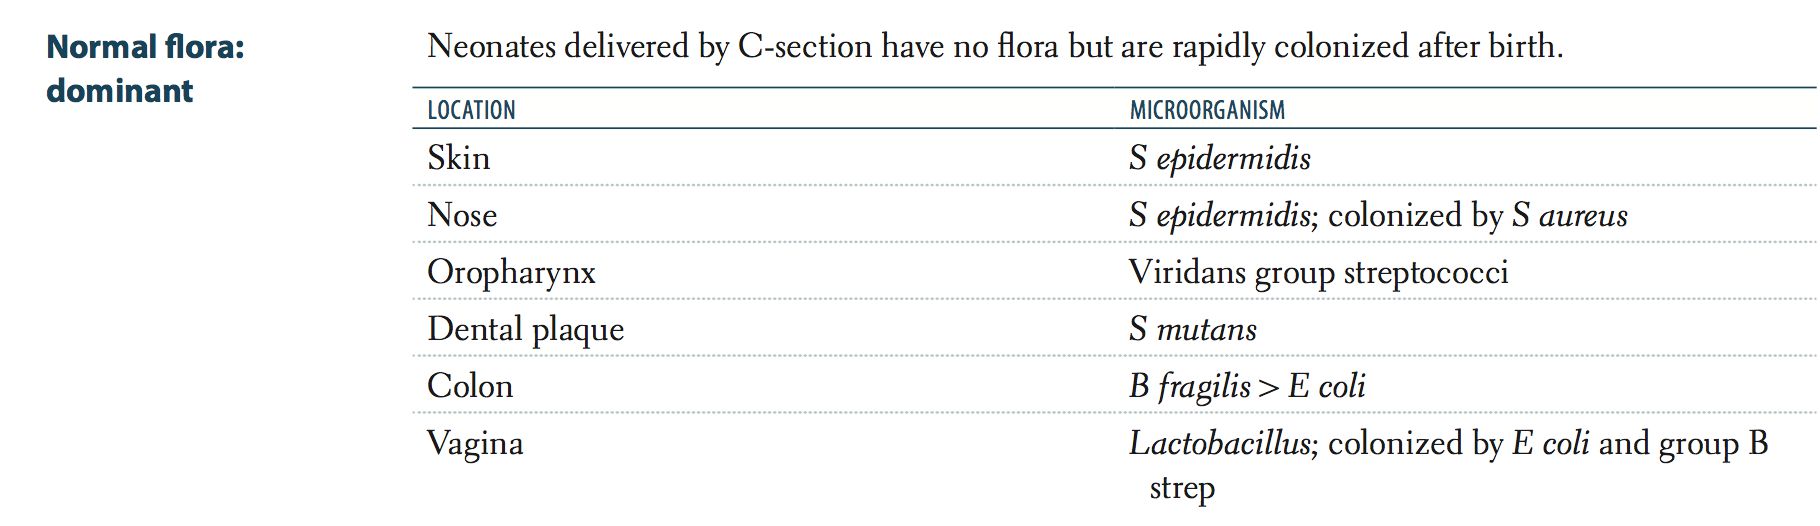 Normal flora:
dominant
Neonates delivered by C-section have no flora but are rapidly colonized after birth.
LOCATION MICROORGANISM
Skin S epidermidis
Nose S epidermidis; colonized by S aureus
Oropharynx Viridans group streptococci
Dental plaque S mutans
Colon B fragilis > E coli
Vagina Lactobacillus; colonized by E coli and group B
strep